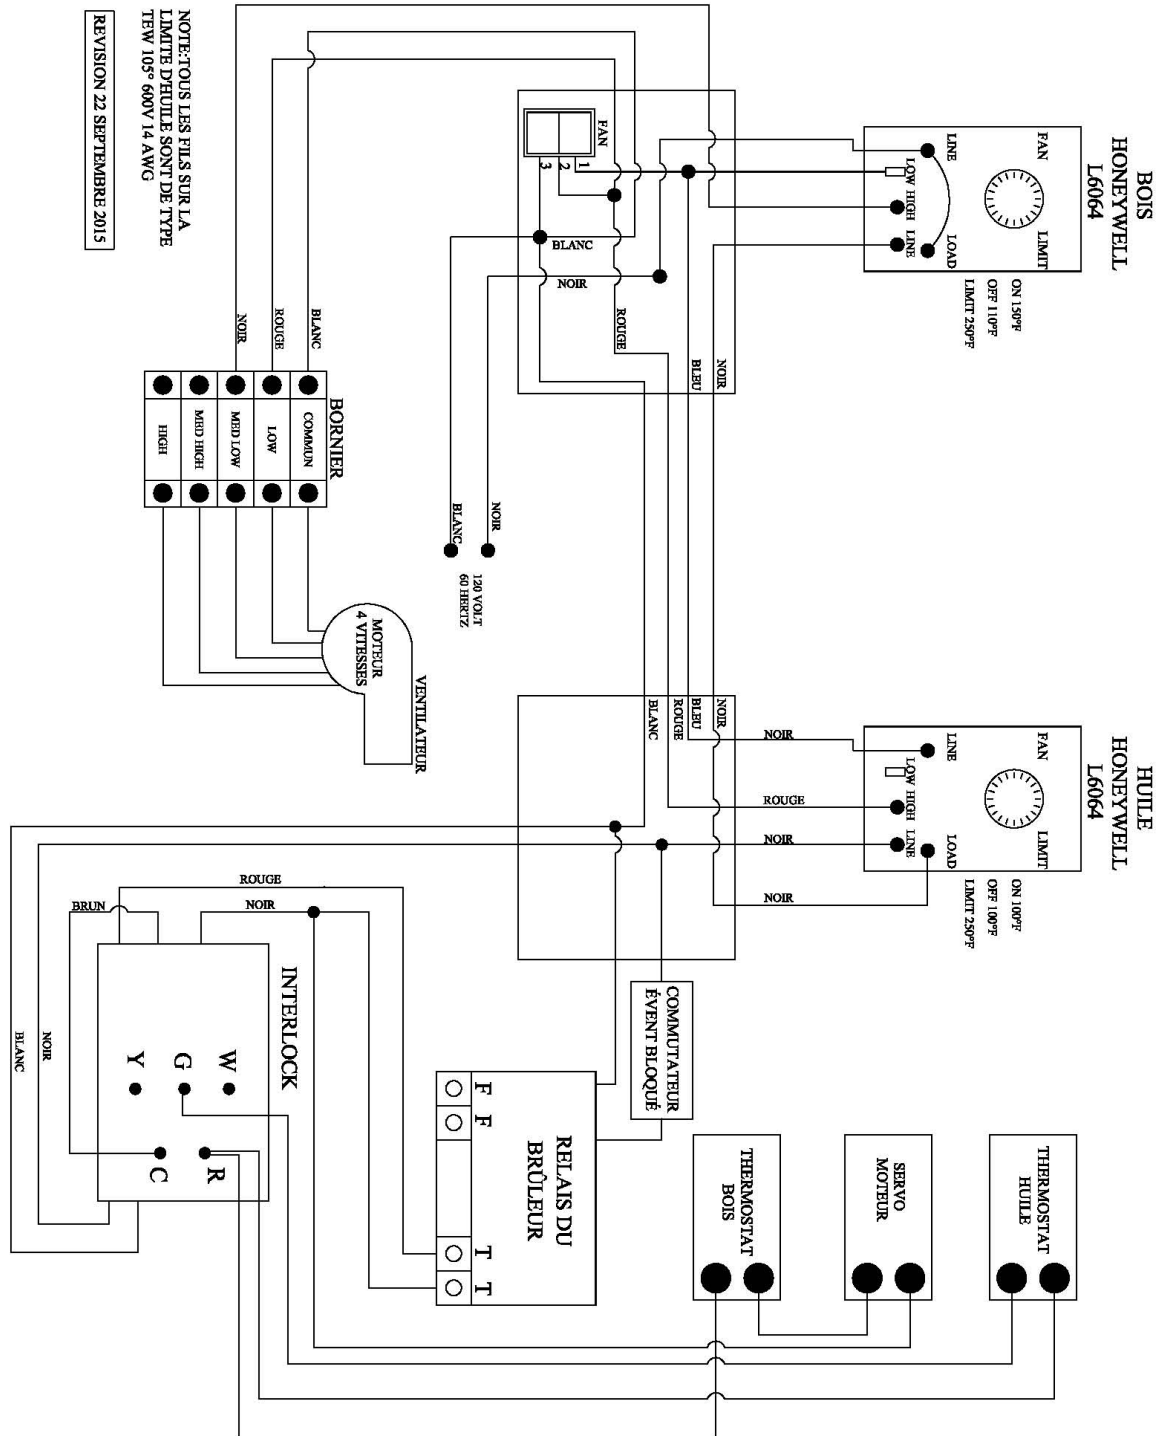 BOIS
HONEYWELL
L6064
FAN
LIMIT
LINE
LOAD
LOW
HIGH
LINE
ON 150°F
OFF 110°F
LIMIT 250°F
HUILE
HONEYWELL
L6064
FAN
LIMIT
LINE
LOAD
LOW
HIGH
LINE
ON 100°F
OFF 100°F
LIMIT 250°F
FAN
1
2
3
BLANC
NOIR
ROUGE
BLEU
NOIR
NOIR
BLEU
ROUGE
BLANC
NOIR
ROUGE
NOIR
NOIR
NOIR
BLANC
120 VOLT
60 HERTZ
NOTE:TOUS LES FILS SUR LA
LIMITE D'HUILE SONT DE TYPE
TEW 105° 600V 14 AWG
REVISION 22 SEPTEMBRE 2015
BLANC
ROUGE
NOIR
BORNIER
COMMUN
LOW
MED LOW
MED HIGH
HIGH
MOTEUR
4 VITESSES
VENTILATEUR
THERMOSTAT
HUILE
SERVO
MOTEUR
THERMOSTAT
BOIS
COMMUTATEUR
ÉVENT BLOQUÉ
RELAIS DU
BRÛLEUR
F
F
T
T
ROUGE
NOIR
BRUN
INTERLOCK
W
G
Y
R
C
NOIR
BLANC